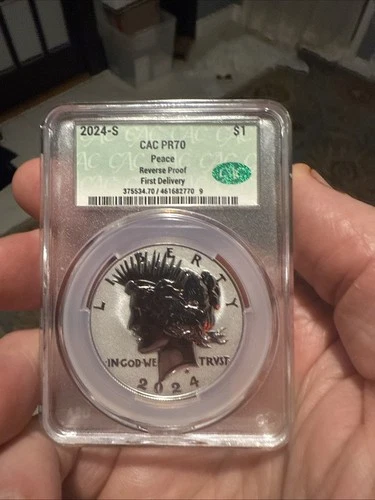 2024-S $1
CAC PR70
Peace
Reverse Proof
First Delivery
CAC
375534.70 / 461682770 9
LIBERTY
IN GOD WE TRVST
2024